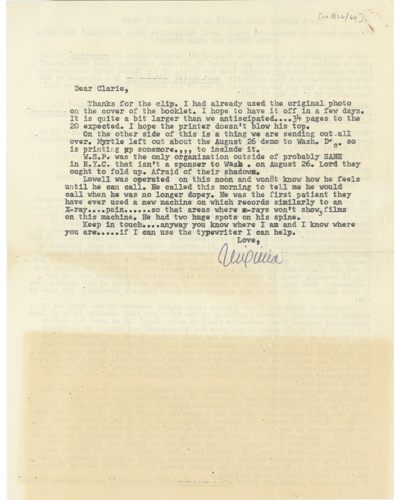 [ca 8/26/64]
Dear Claric,
Thanks for the clip. I had already used the original photo
on the cover of the booklet. I hope to have it off in a few days.
It is quite a bit larger than we antiscipated....34 pages to the
20 expected. I hope the printer doesn't blow his top.
On the other side of this is a thing we are sending out all
over. Myrtle left out about the August 26 demo to Wash. D.C. so
is printing up somemore,,,, to include it.
W.S.P. was the only organization outside of probably SANE
in N.Y.C. that isn't a sponser to Wash . on August 26. Lord they
ought to fold up. Afraid of their shadows.
Lowell was operated on this noon and won8t know how he feels
until he can call. He called this morning to tell me he would
call when he was no longer dopey. He was the first patient they
have ever used a new machine on which records similarly to an
X-ray....pain......so that areas where x-rays won't show, films
on this machine. He had two huge spots on his spine.
Keep in touch....anyway you know where I am and I know where
you are.....if I can use the typewriter I can help.
Love,
Virginia